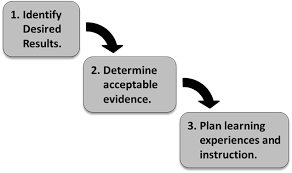 1. Identify
Desired
Results.
2. Determine
acceptable
evidence.
3. Plan learning
experiences and
instruction.